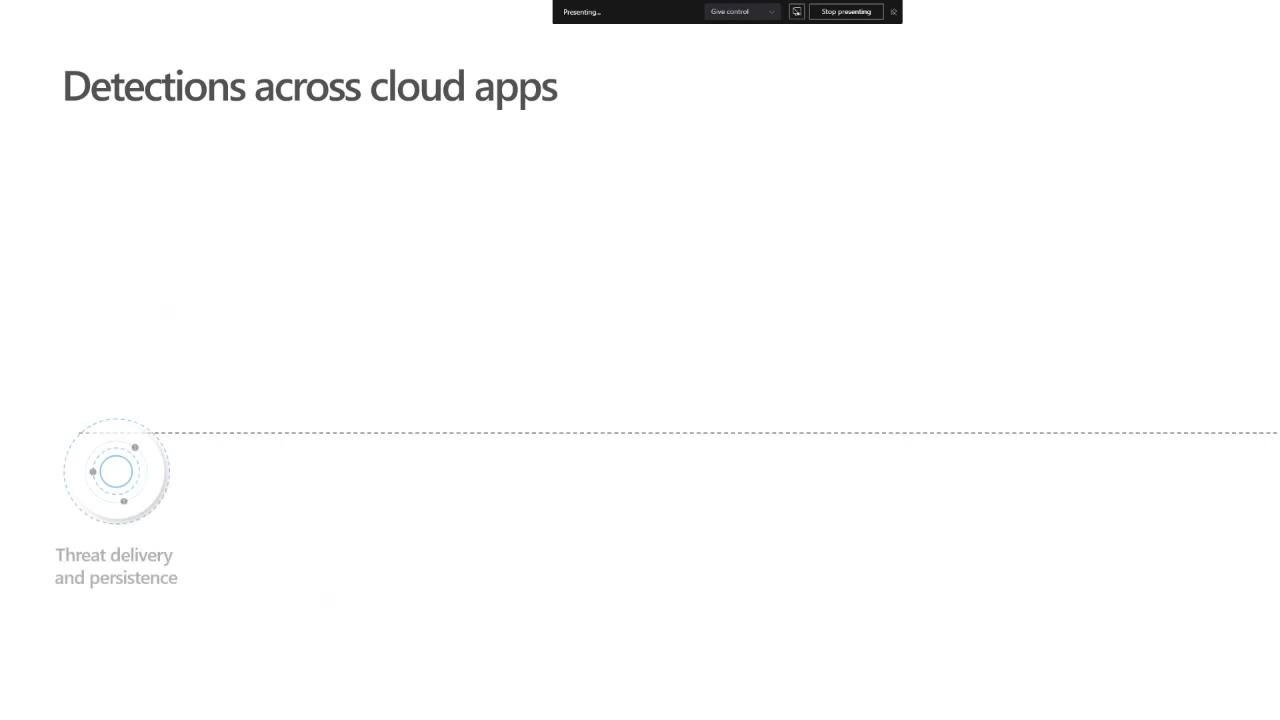 Presenting...
Give control
Stop presenting
Detections across cloud apps
Threat delivery
and persistence